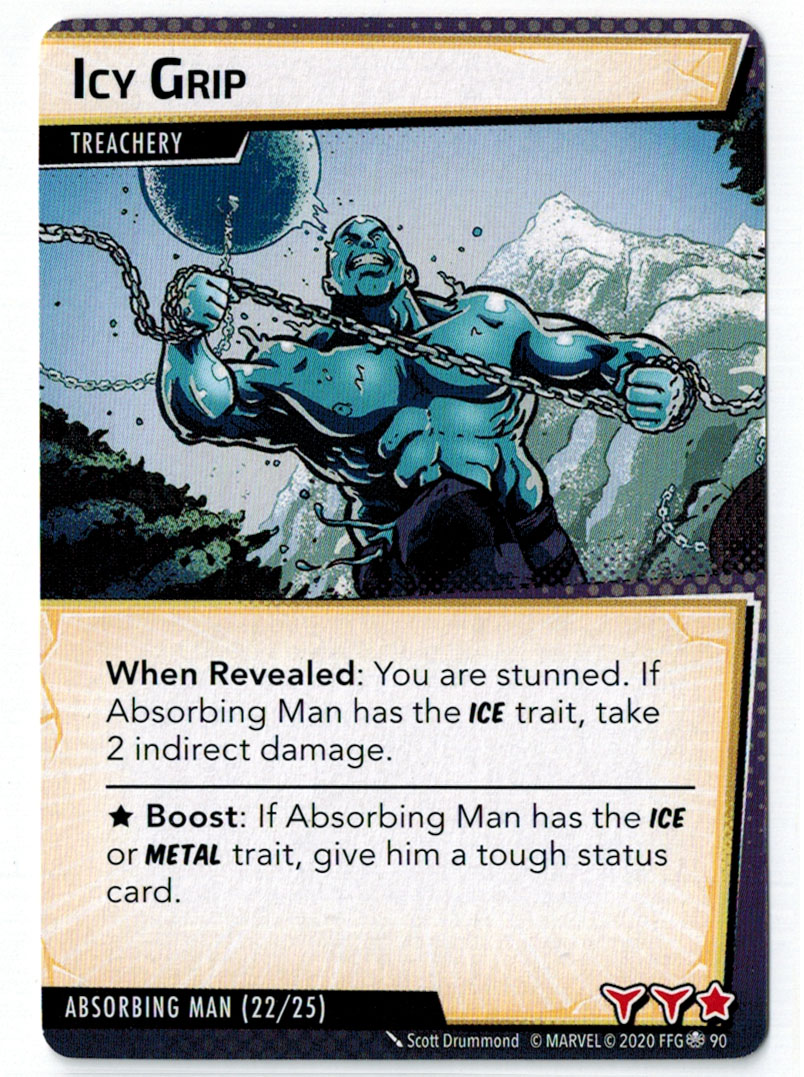 ICY GRIP
TREACHERY
When Revealed: You are stunned. If
Absorbing Man has the ICE trait, take
2 indirect damage.
★ Boost: If Absorbing Man has the ICE
or METAL trait, give him a tough status
card.
ABSORBING MAN (22/25)
Scott Drummond © MARVEL © 2020 FFG 90